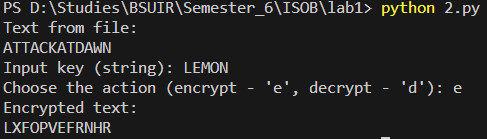 PS D:\Studies\BSUIR\Semester_6\ISOB\lab1> python 2.py
Text from file:
ATTACKATDAWN
Input key (string): LEMON
Choose the action (encrypt - 'e', decrypt - 'd'): e
Encrypted text:
LXFOPVEFRNHR